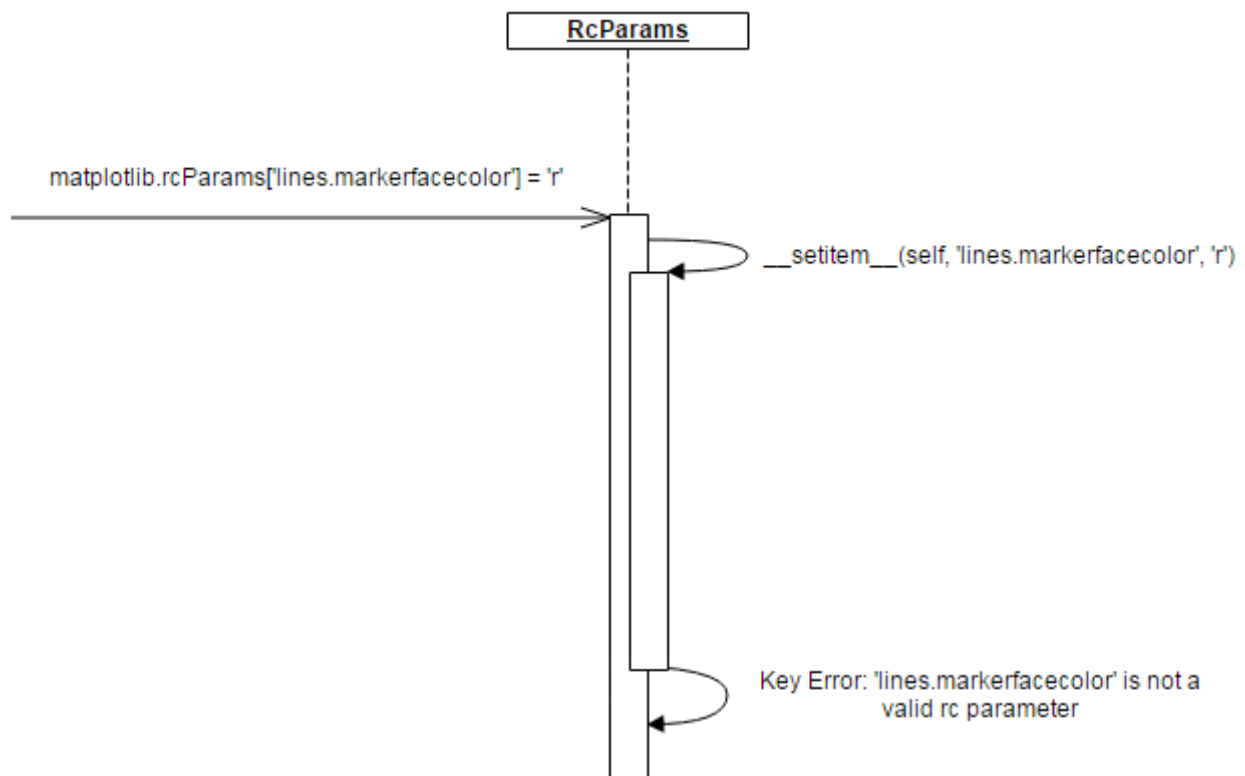 RcParams
matplotlib.rcParams['lines.markerfacecolor'] = 'r'
__setitem__(self, 'lines.markerfacecolor', 'r')
Key Error: 'lines.markerfacecolor' is not a
valid rc parameter